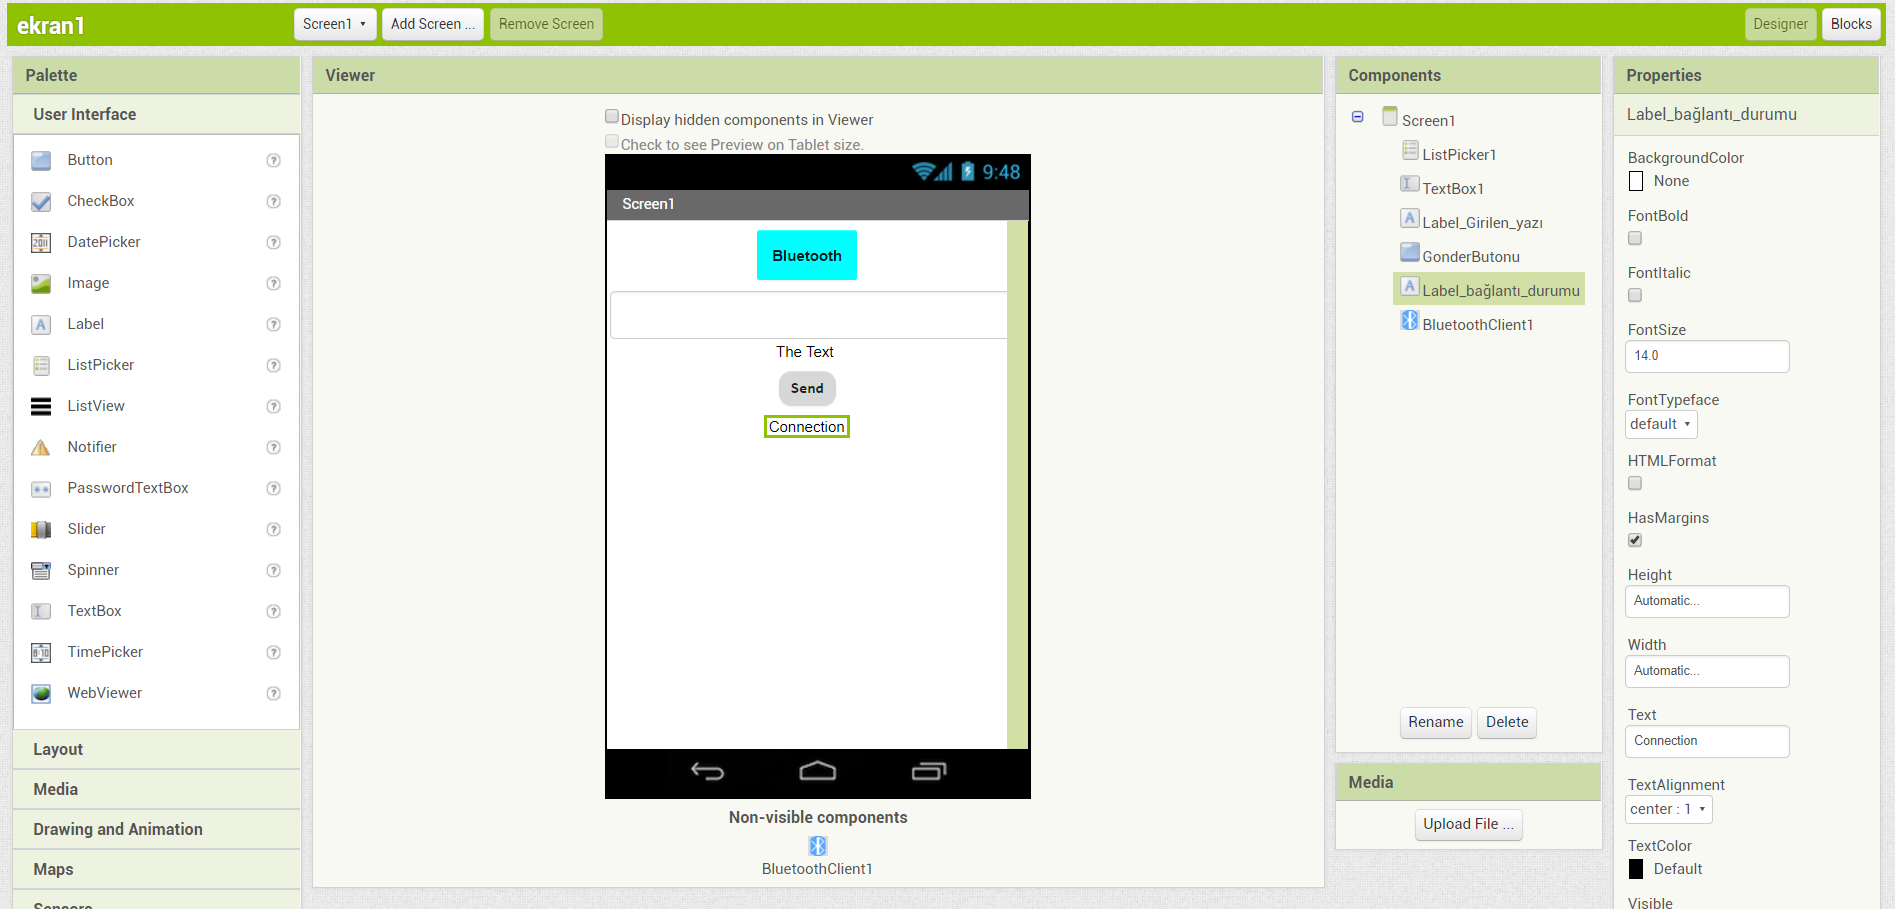 ekran1
Screen1 ▾
Add Screen ...
Remove Screen
Designer
Blocks
Palette
User Interface
Button
CheckBox
DatePicker
Image
Label
ListPicker
ListView
Notifier
PasswordTextBox
Slider
Spinner
TextBox
TimePicker
WebViewer
Layout
Media
Drawing and Animation
Maps
Sensors
Viewer
Display hidden components in Viewer
Check to see Preview on Tablet size.
9:48
Screen1
Bluetooth
The Text
Send
Connection
Non-visible components
BluetoothClient1
Components
Screen1
ListPicker1
TextBox1
Label_Girilen_yazı
GonderButonu
Label_bağlantı_durumu
BluetoothClient1
Rename
Delete
Media
Upload File ...
Properties
Label_bağlantı_durumu
BackgroundColor
None
FontBold
FontItalic
FontSize
14.0
FontTypeface
default ▾
HTMLFormat
HasMargins
Height
Automatic...
Width
Automatic...
Text
Connection
TextAlignment
center : 1 ▾
TextColor
Default
Visible